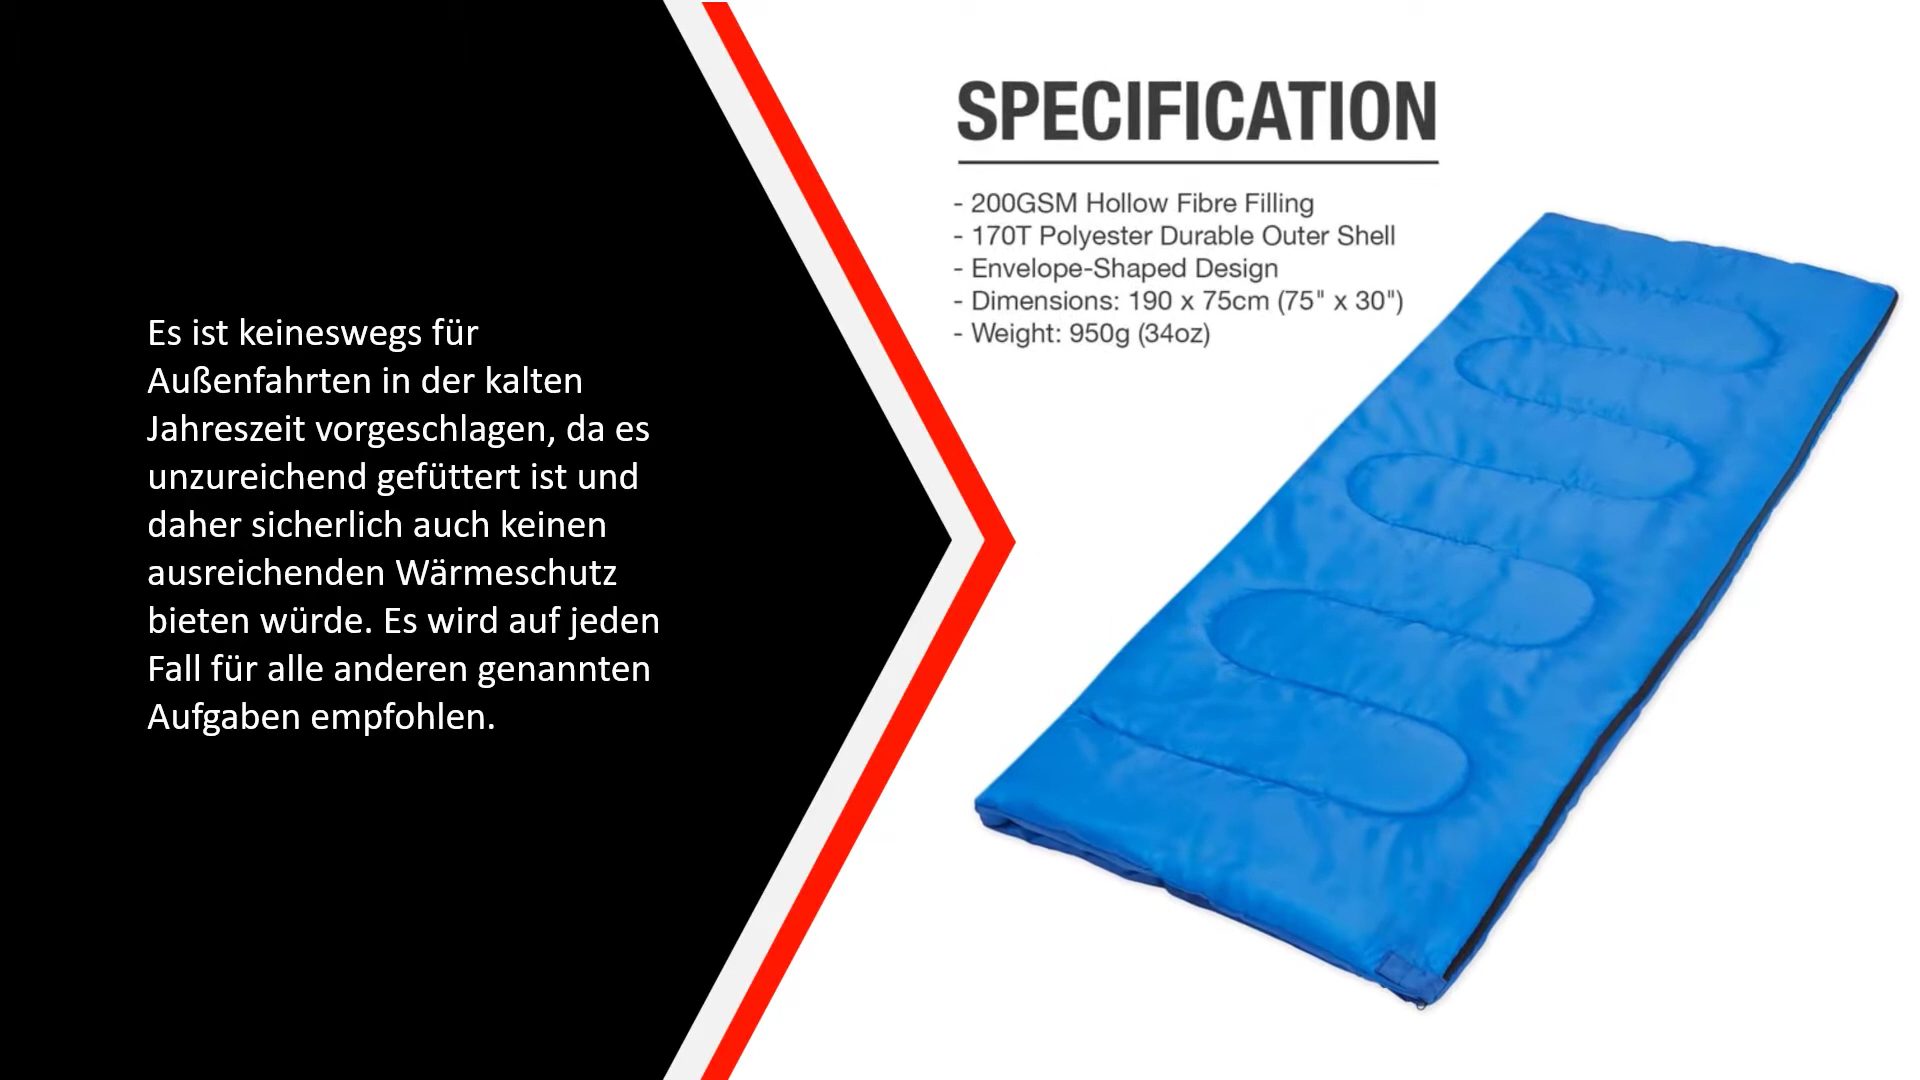 Es ist keineswegs für
Außenfahrten in der kalten
Jahreszeit vorgeschlagen, da es
unzureichend gefüttert ist und
daher sicherlich auch keinen
ausreichenden Wärmeschutz
bieten würde. Es wird auf jeden
Fall für alle anderen genannten
Aufgaben empfohlen.
SPECIFICATION
- 200GSM Hollow Fibre Filling
- 170T Polyester Durable Outer Shell
- Envelope-Shaped Design
- Dimensions: 190 x 75cm (75" x 30")
- Weight: 950g (34oz)